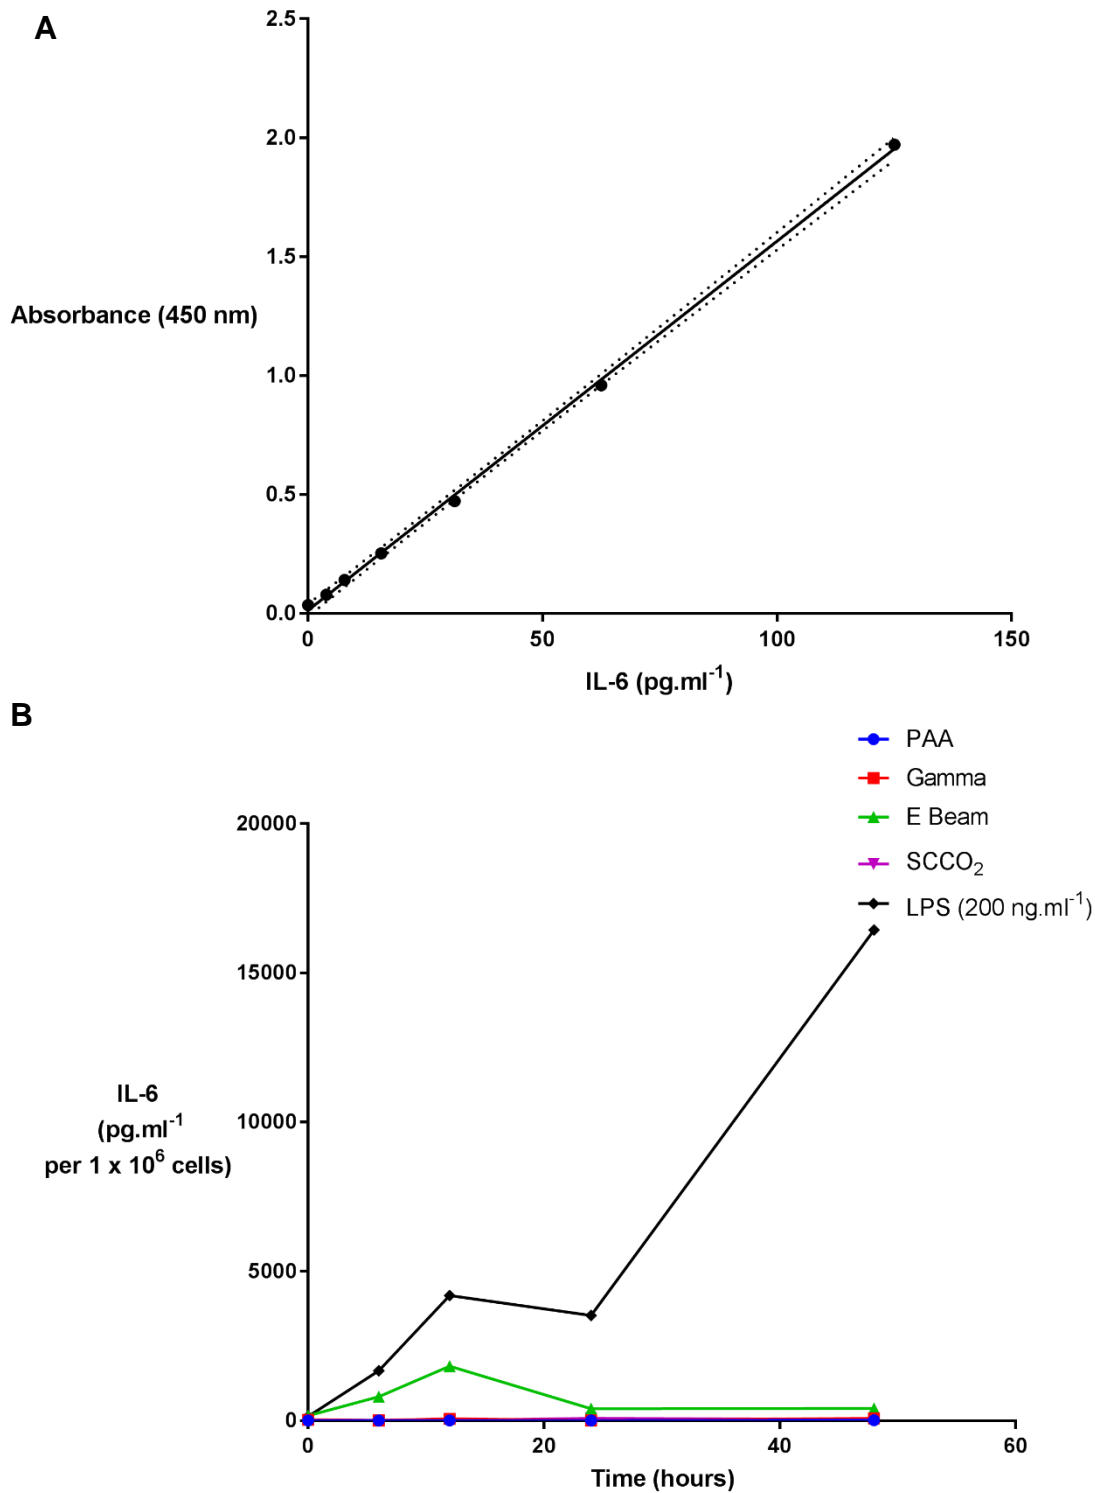 A
2.5
2.0
1.5
Absorbance (450 nm)
1.0
0.5
0.0
0 50 100 150
IL-6 (pg.ml⁻¹)
B
PAA
Gamma
E Beam
SCCO₂
LPS (200 ng.ml⁻¹)
20000
15000
10000
5000
0
IL-6
(pg.ml⁻¹
per 1 x 10⁶ cells)
0 20 40 60
Time (hours)